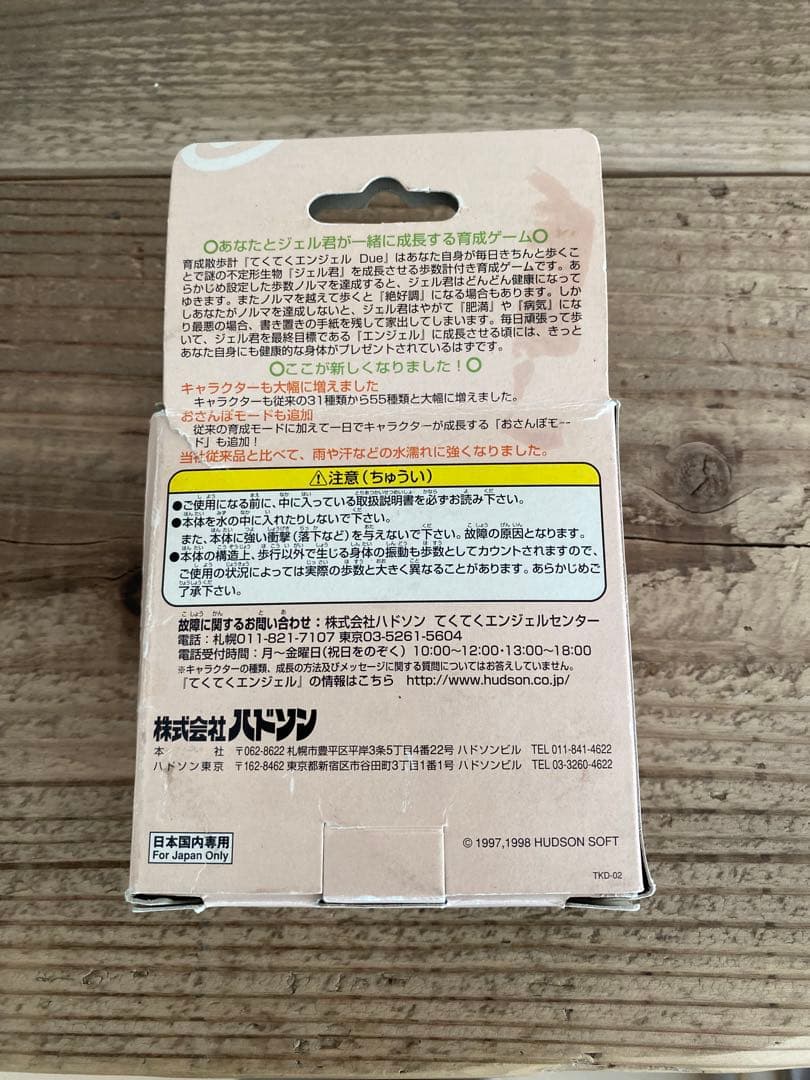 ○あなたとジェル君が一緒に成長する育成ゲーム○
育成散歩計『てくてくエンジェル Due』はあなた自身が毎日きちんと歩くこ
とで謎の不定形生物『ジェル君』を成長させる歩数計付き育成ゲームです。あ
らかじめ設定した歩数ノルマを達成すると、ジェル君はどんどん健康になって
ゆきます。またノルマを越えて歩くと『絶好調』になる場合もあります。しか
しあなたがノルマを達成しないと、ジェル君はやがて『肥満』や『病気』にな
り最悪の場合、書き置きの手紙を残して家出してしまいます。毎日頑張って歩
いて、ジェル君を最終目標である『エンジェル』に成長させる頃には、きっと
あなた自身にも健康的な身体がプレゼントされているはずです。
○ここが新しくなりました！○
キャラクターも大幅に増えました
キャラクターも従来の31種類から55種類と大幅に増えました。
おさんぽモードも追加
従来の育成モードに加えて一日でキャラクターが成長する「おさんぽモー
ド」も追加！
当社従来品と比べて、雨や汗などの水濡れに強くなりました。
⚠注意（ちゅうい）
●ご使用になる前に、中に入っている取扱説明書を必ずお読み下さい。
●本体を水の中に入れたりしないで下さい。
また、本体に強い衝撃（落下など）を与えないで下さい。故障の原因となります。
●本体の構造上、歩行以外で生じる身体の振動も歩数としてカウントされますので、
ご使用の状況によっては実際の歩数と大きく異なることがあります。あらかじめご
了承下さい。
故障に関するお問い合わせ：株式会社ハドソン てくてくエンジェルセンター
電話：札幌011-821-7107 東京03-5261-5604
電話受付時間：月〜金曜日（祝日をのぞく）10:00〜12:00・13:00〜18:00
※キャラクターの種類、成長の方法及びメッセージに関する質問についてはお答えしていません。
『てくてくエンジェル』の情報はこちら http://www.hudson.co.jp/
株式会社 ハドソン
本 社 〒062-8622 札幌市豊平区平岸3条5丁目4番22号 ハドソンビル TEL 011-841-4622
ハドソン東京 〒162-8462 東京都新宿区市谷田町3丁目1番1号 ハドソンビル TEL 03-3260-4622
日本国内専用
For Japan Only
© 1997,1998 HUDSON SOFT
TKD-02